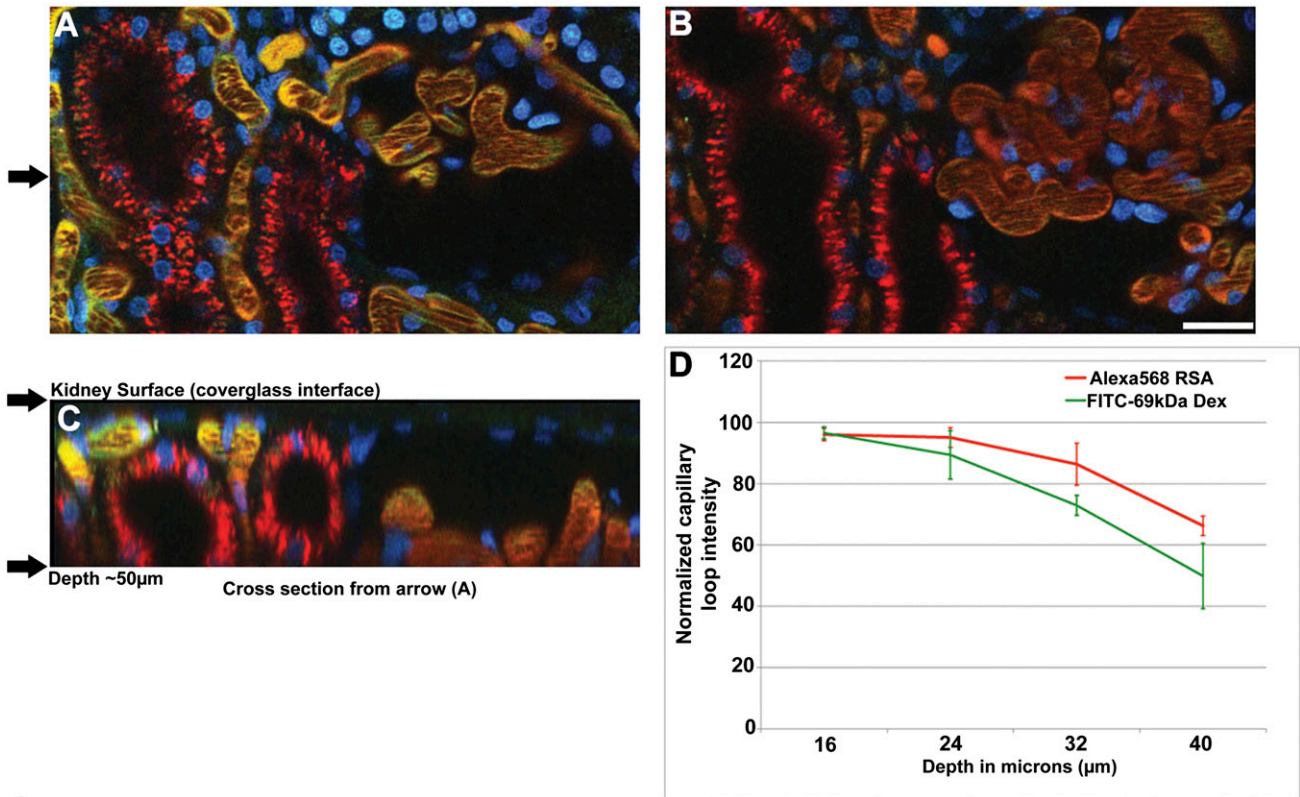 A
B
Kidney Surface (coverglass interface)
C
Depth ~50µm
Cross section from arrow (A)
D
Alexa568 RSA
FITC-69kDa Dex
Normalized capillary
loop intensity
120
100
80
60
40
20
0
16
24
32
40
Depth in microns (µm)